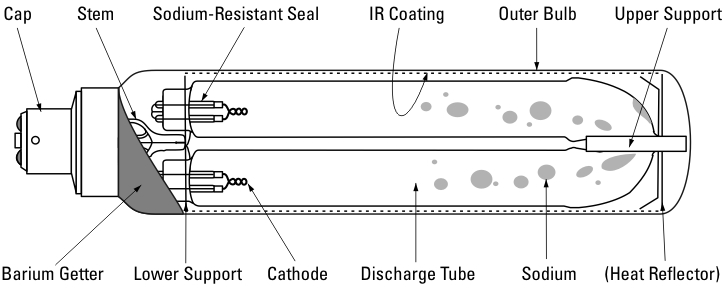 Cap
Stem
Sodium-Resistant Seal
IR Coating
Outer Bulb
Upper Support
Barium Getter
Lower Support
Cathode
Discharge Tube
Sodium
(Heat Reflector)